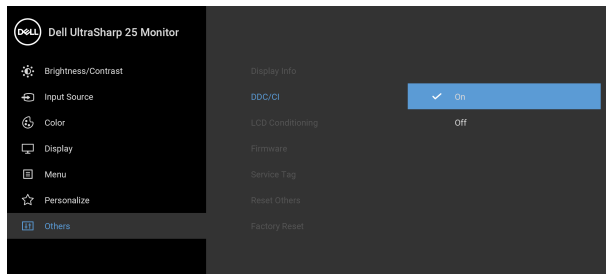 DELL Dell UltraSharp 25 Monitor
Brightness/Contrast
Input Source
Color
Display
Menu
Personalize
Others
Display Info
DDC/CI
LCD Conditioning
Firmware
Service Tag
Reset Others
Factory Reset
On
Off